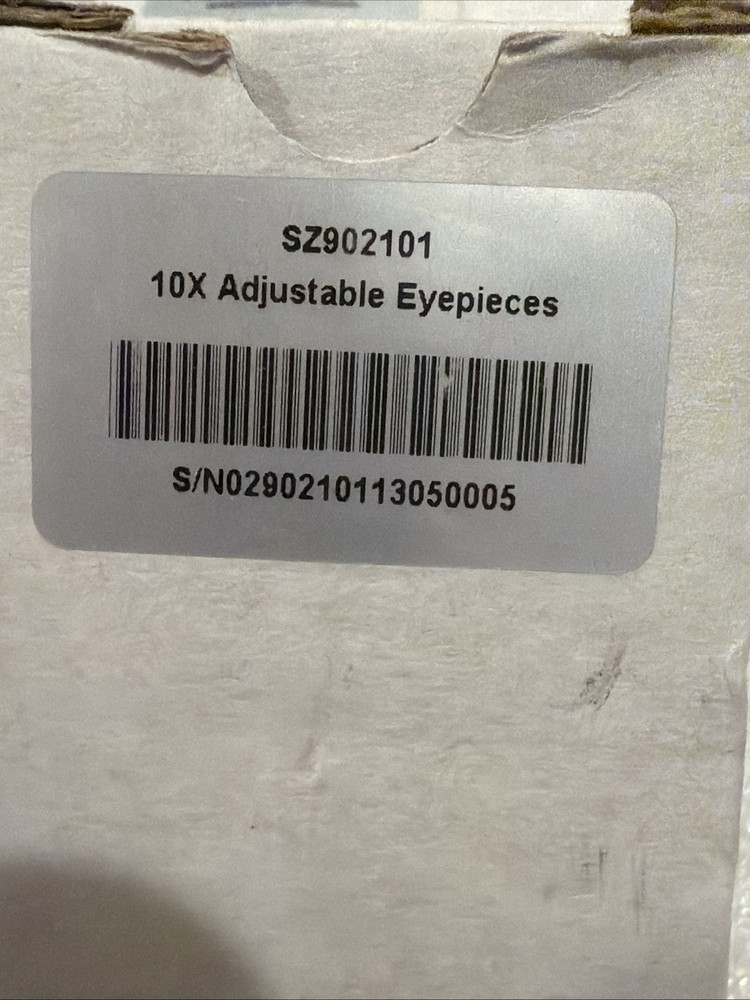 SZ902101
10X Adjustable Eyepieces
S/N0290210113050005